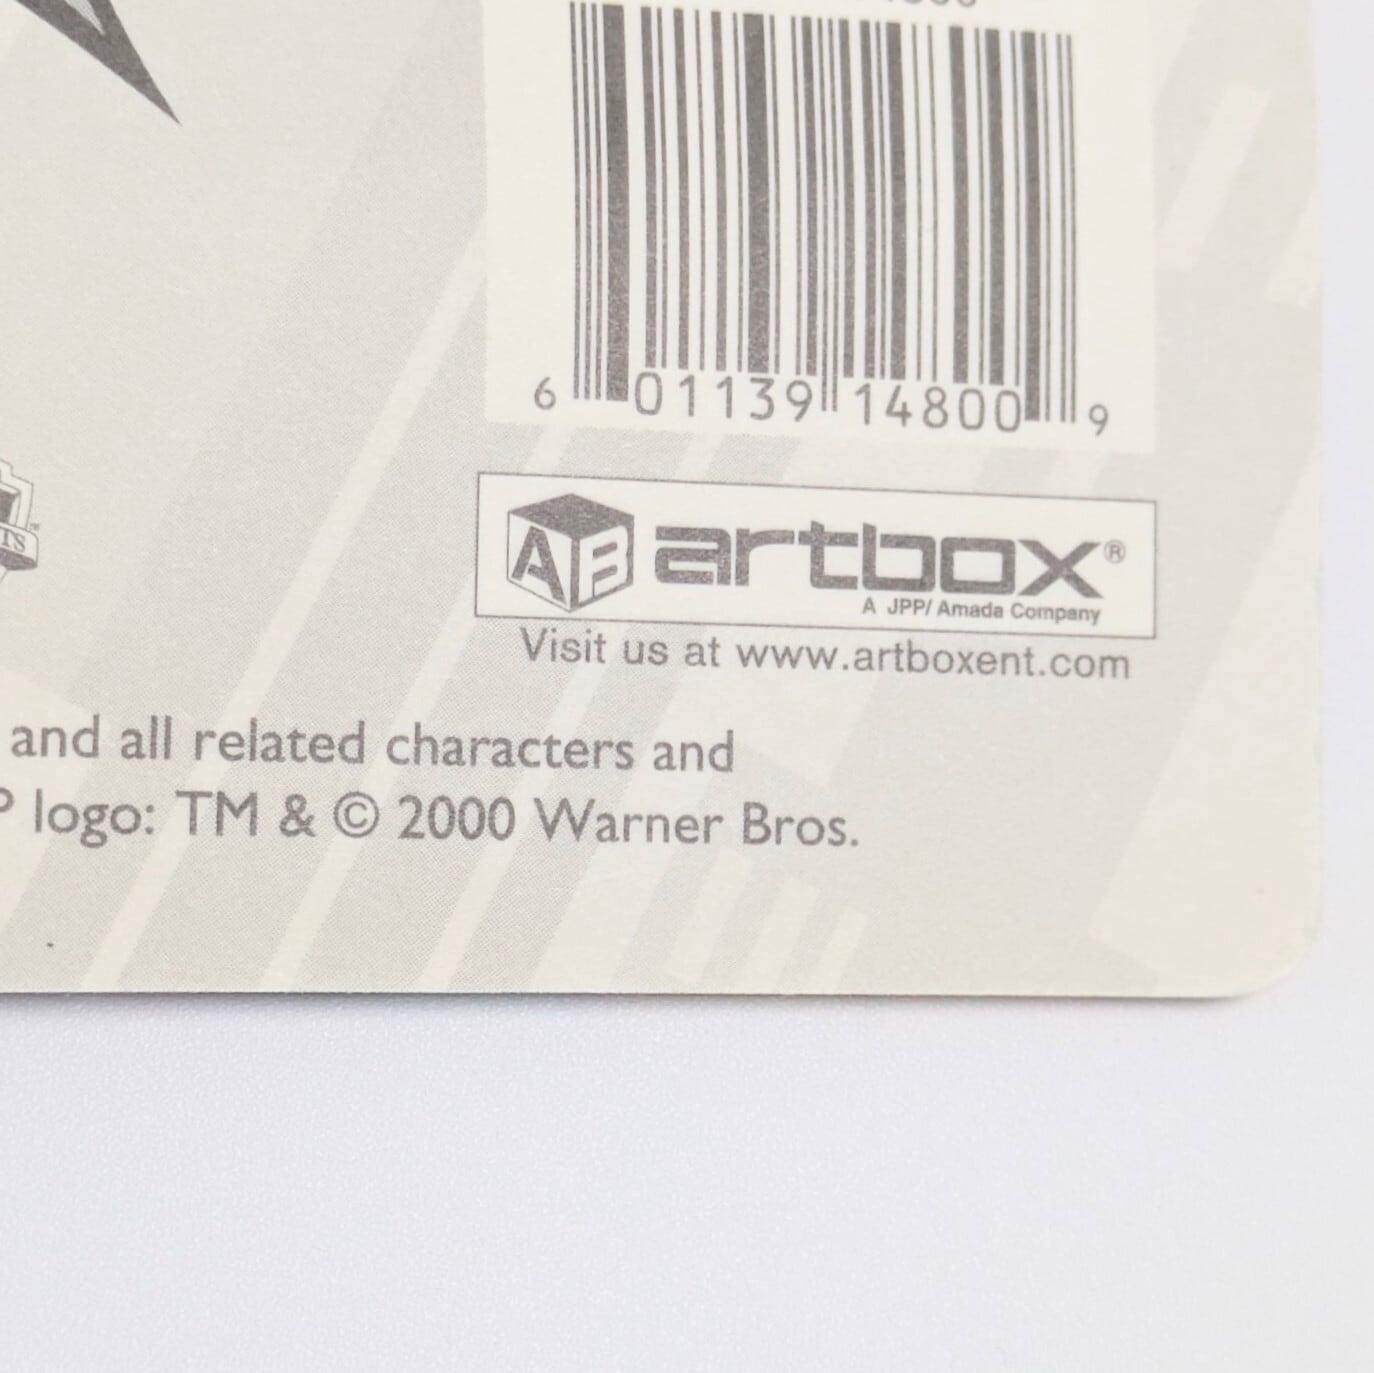 6 01139 14800 9
TS™
AB artbox®
A JPP/Amada Company
Visit us at www.artboxent.com
and all related characters and
P logo: TM & © 2000 Warner Bros.